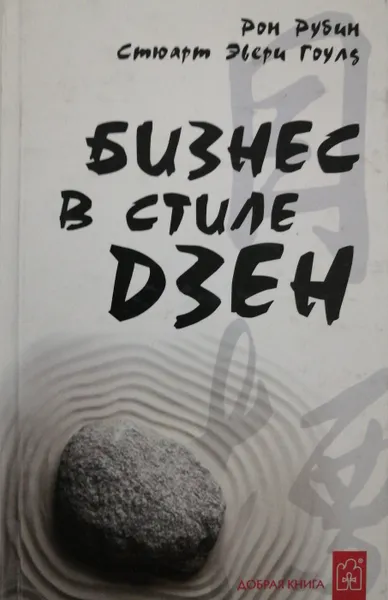 Рон Рубин
Стюарт Эвери Гоулд
БИЗНЕС
В СТИЛЕ
ДЗЕН
ДОБРАЯ КНИГА